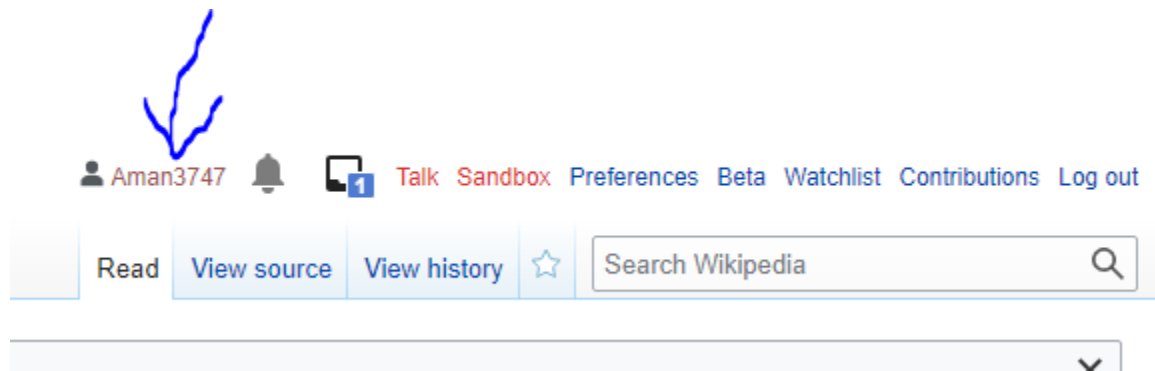 Aman3747 1 Talk Sandbox Preferences Beta Watchlist Contributions Log out
Read View source View history Search Wikipedia